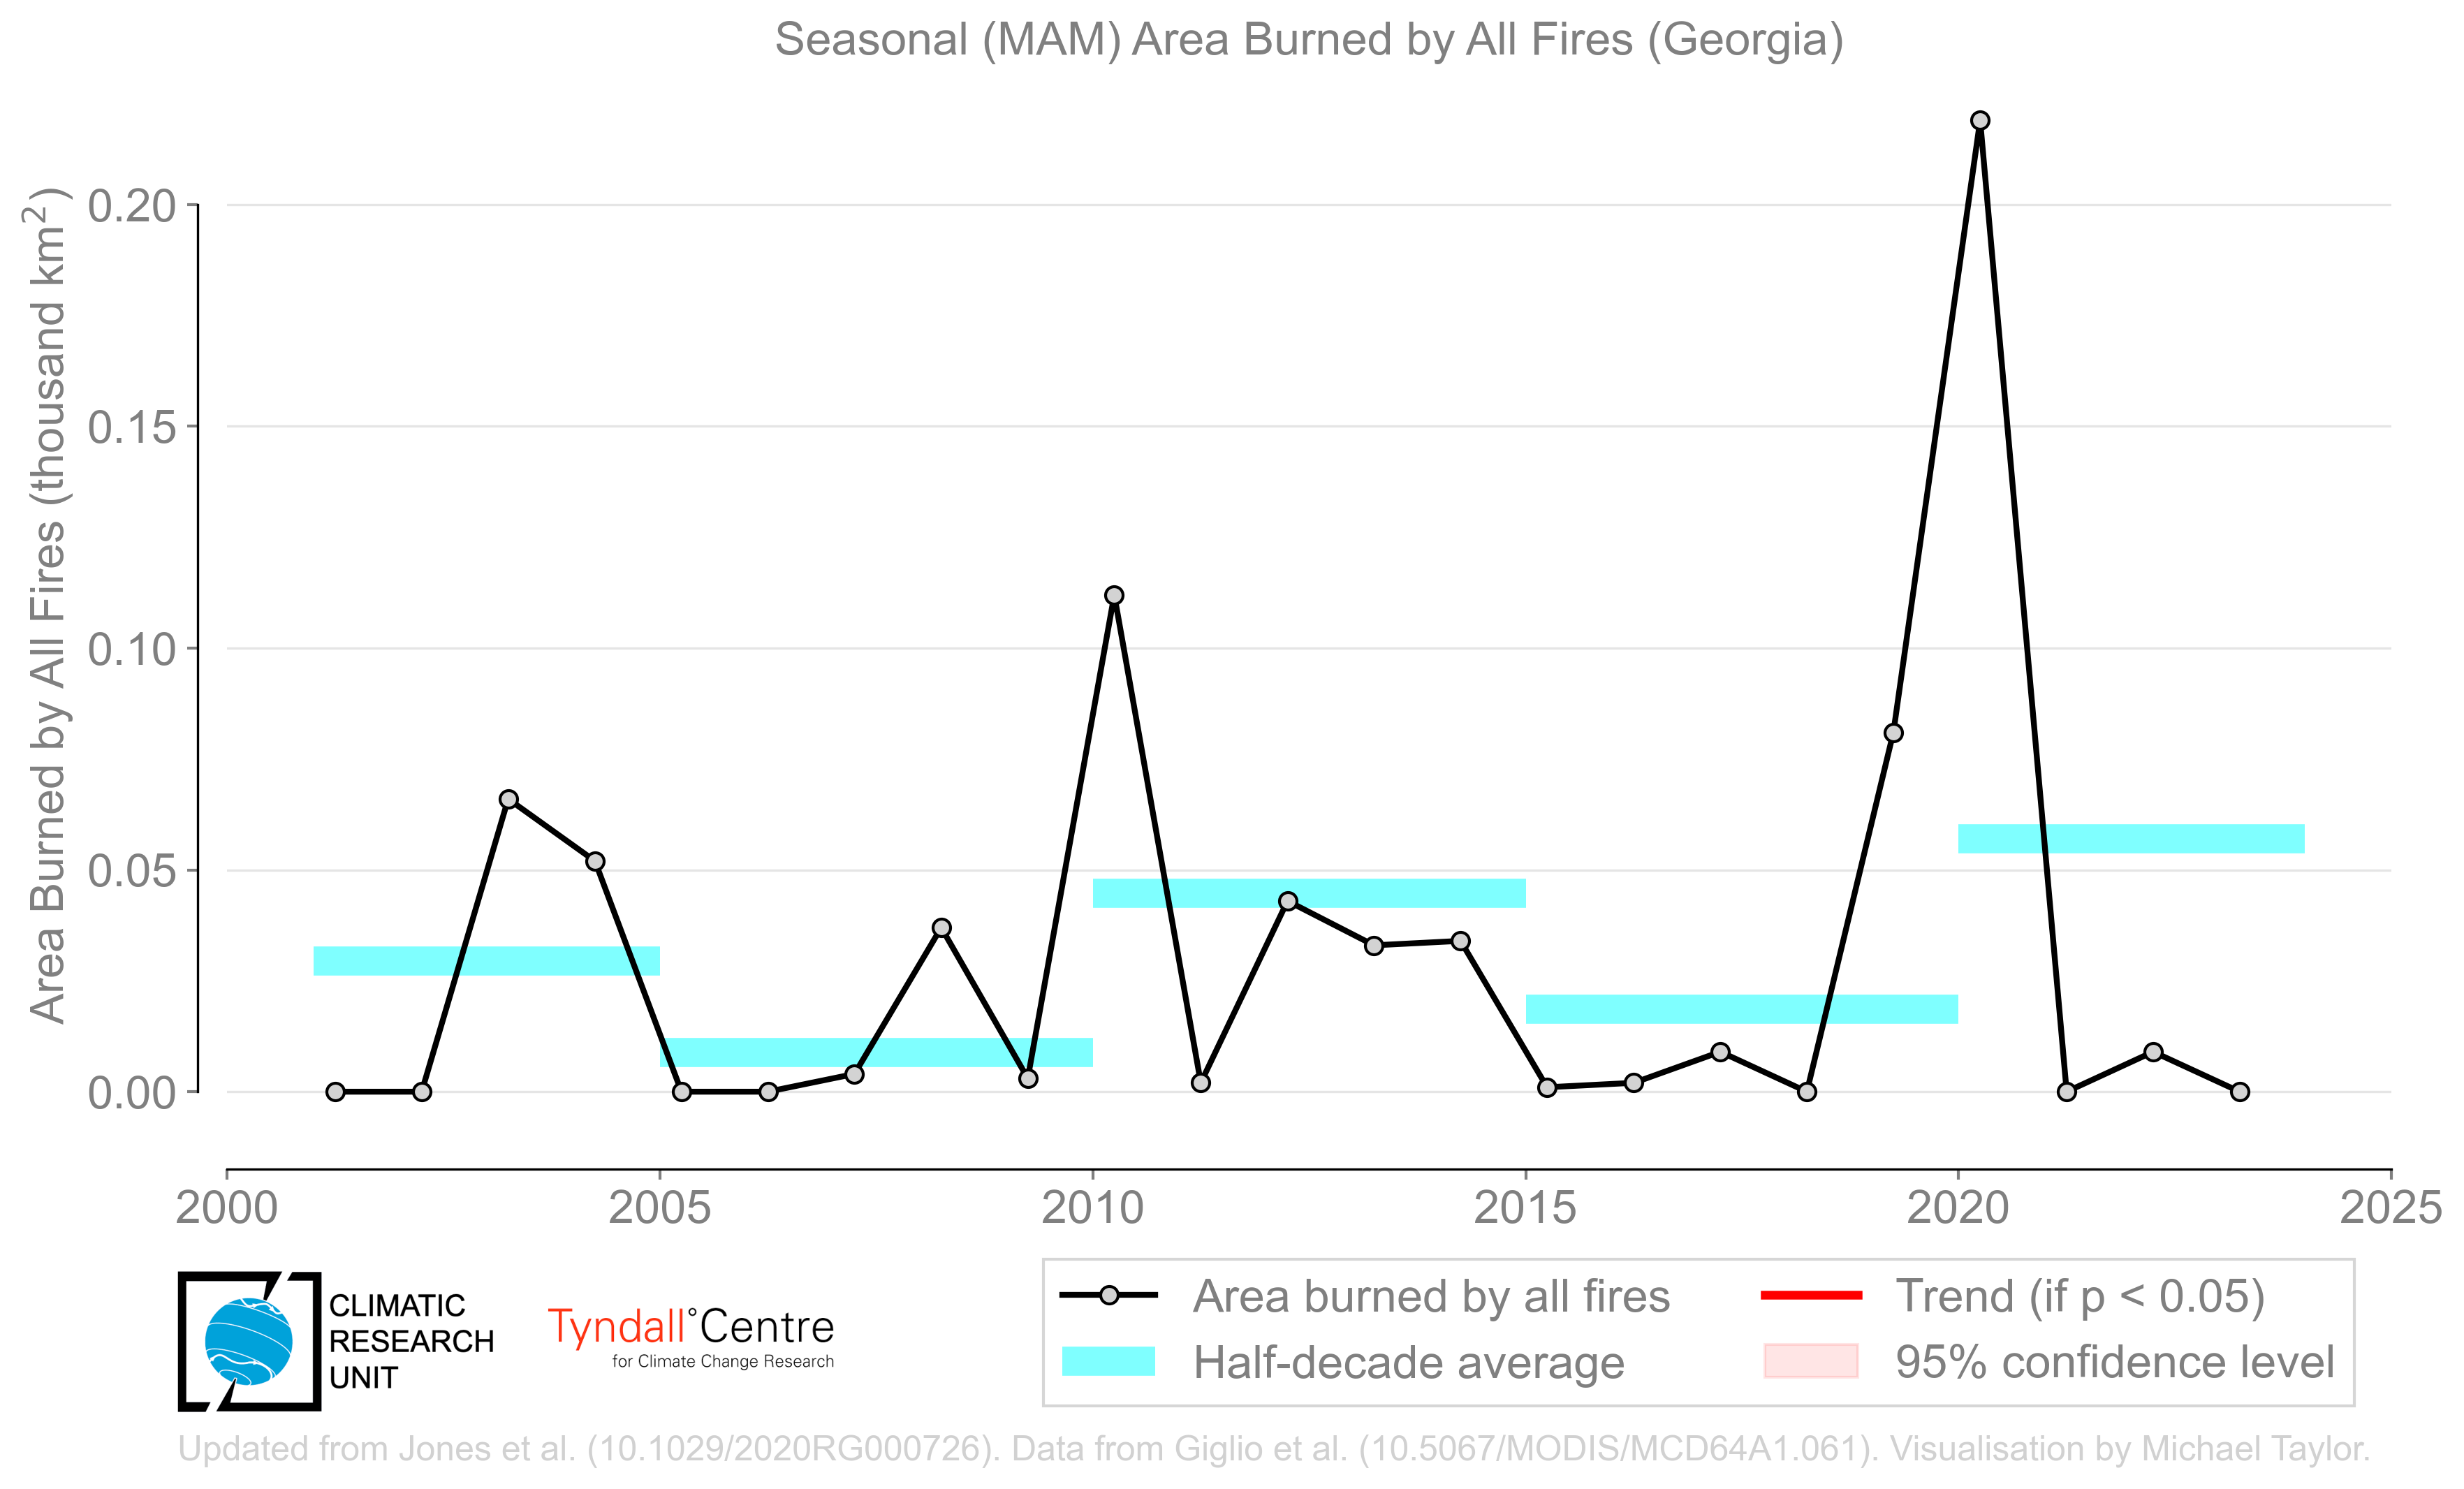 Seasonal (MAM) Area Burned by All Fires (Georgia)
Area Burned by All Fires (thousand km²)
0.20
0.15
0.10
0.05
0.00
2000 2005 2010 2015 2020 2025
CLIMATIC
RESEARCH
UNIT
Tyndall°Centre
for Climate Change Research
Area burned by all fires
Half-decade average
Trend (if p < 0.05)
95% confidence level
Updated from Jones et al. (10.1029/2020RG000726). Data from Giglio et al. (10.5067/MODIS/MCD64A1.061). Visualisation by Michael Taylor.